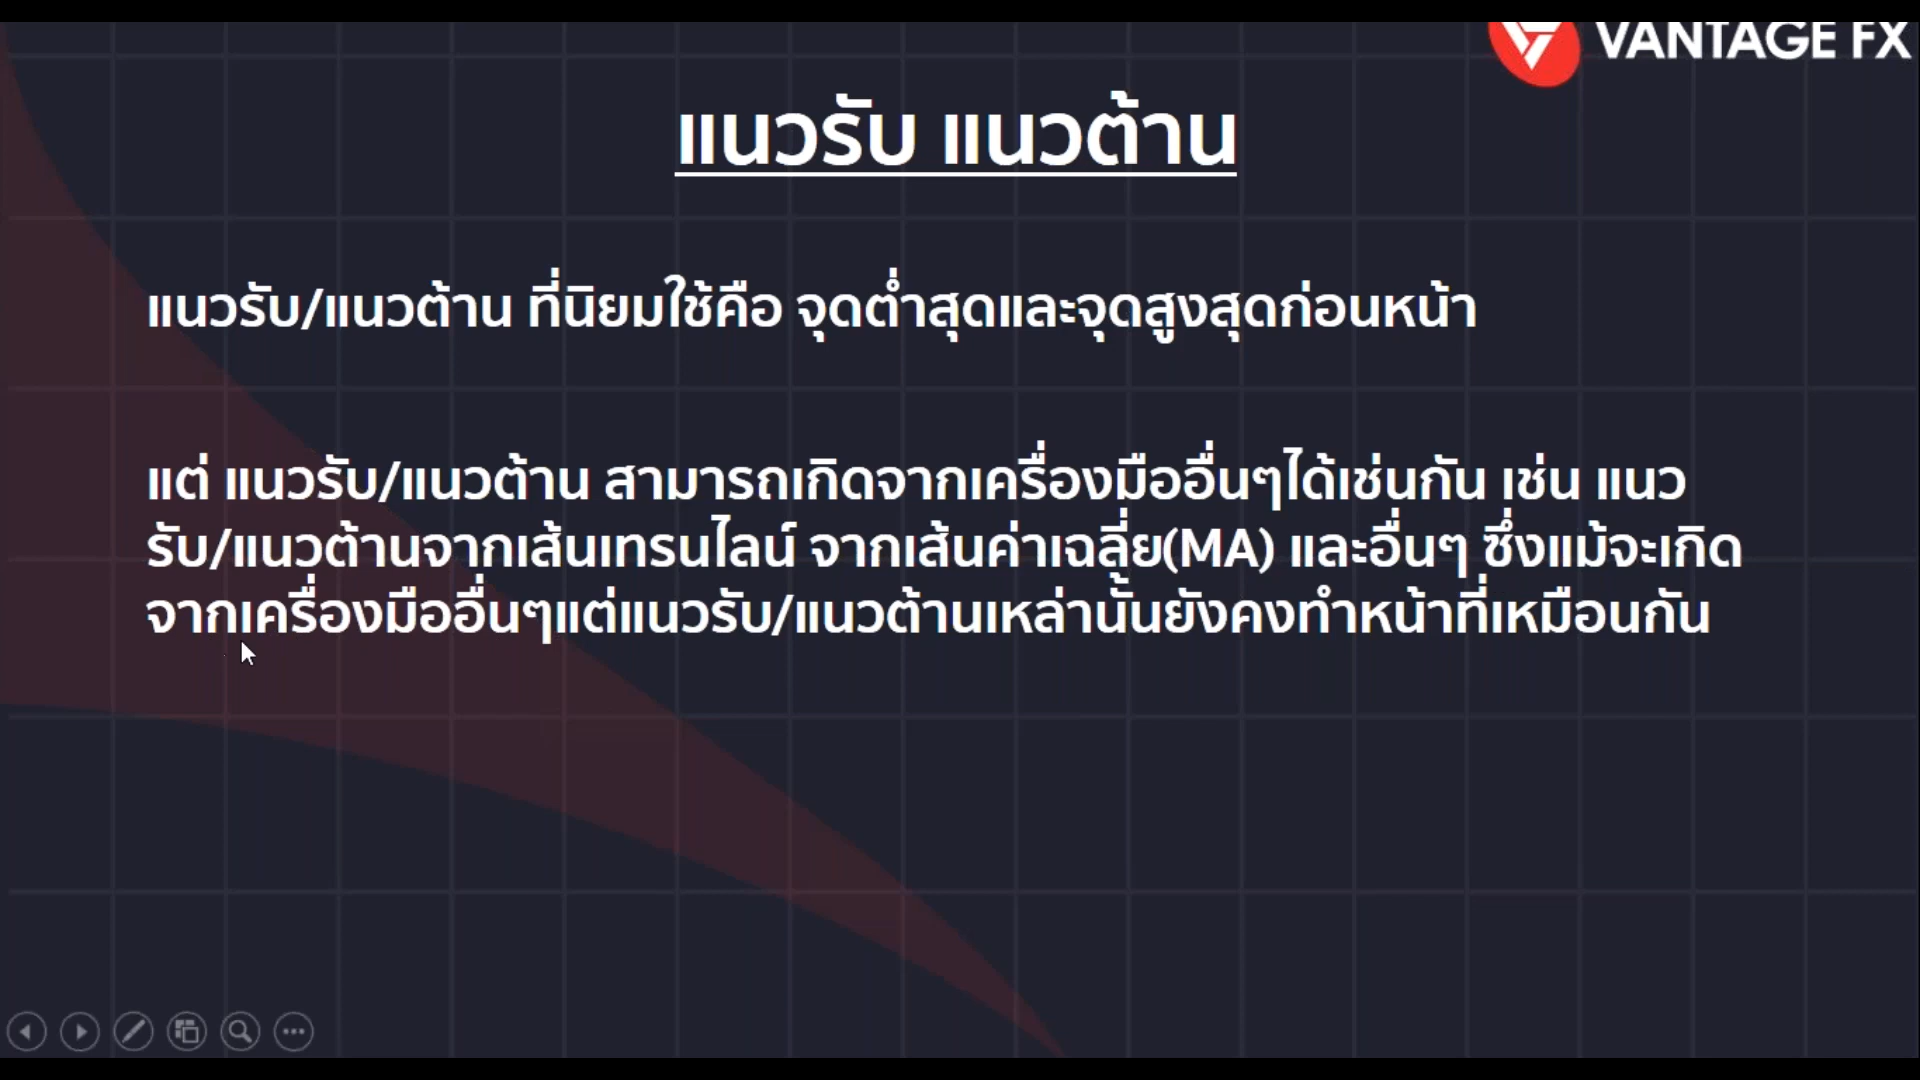 VANTAGE FX
แนวรับ แนวต้าน
แนวรับ/แนวต้าน ที่นิยมใช้คือ จุดต่ำสุดและจุดสูงสุดก่อนหน้า
แต่ แนวรับ/แนวต้าน สามารถเกิดจากเครื่องมืออื่นๆได้เช่นกัน เช่น แนว
รับ/แนวต้านจากเส้นเทรนไลน์ จากเส้นค่าเฉลี่ย(MA) และอื่นๆ ซึ่งแม้จะเกิด
จากเครื่องมืออื่นๆแต่แนวรับ/แนวต้านเหล่านั้นยังคงทำหน้าที่เหมือนกัน